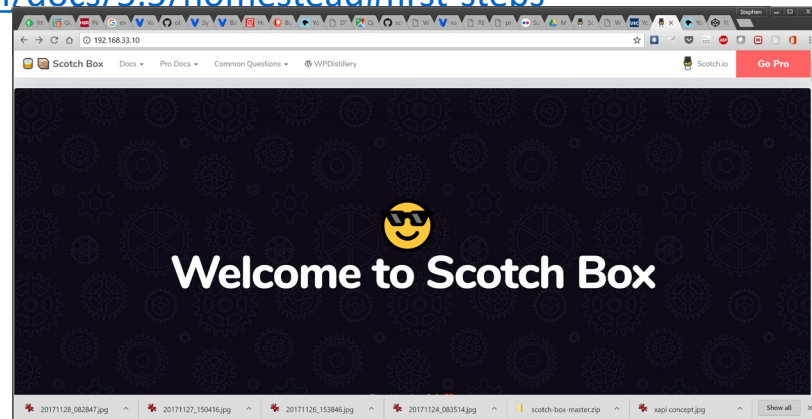 /docs/5.5/homestead#first-steps
Stephen
192.168.33.10
Scotch Box Docs Pro Docs Common Questions WPDistillery Scotch.io Go Pro
Welcome to Scotch Box
20171128_082847.jpg 20171127_150416.jpg 20171126_153846.jpg 20171124_083514.jpg scotch-box-master.zip xapi concept.jpg Show all